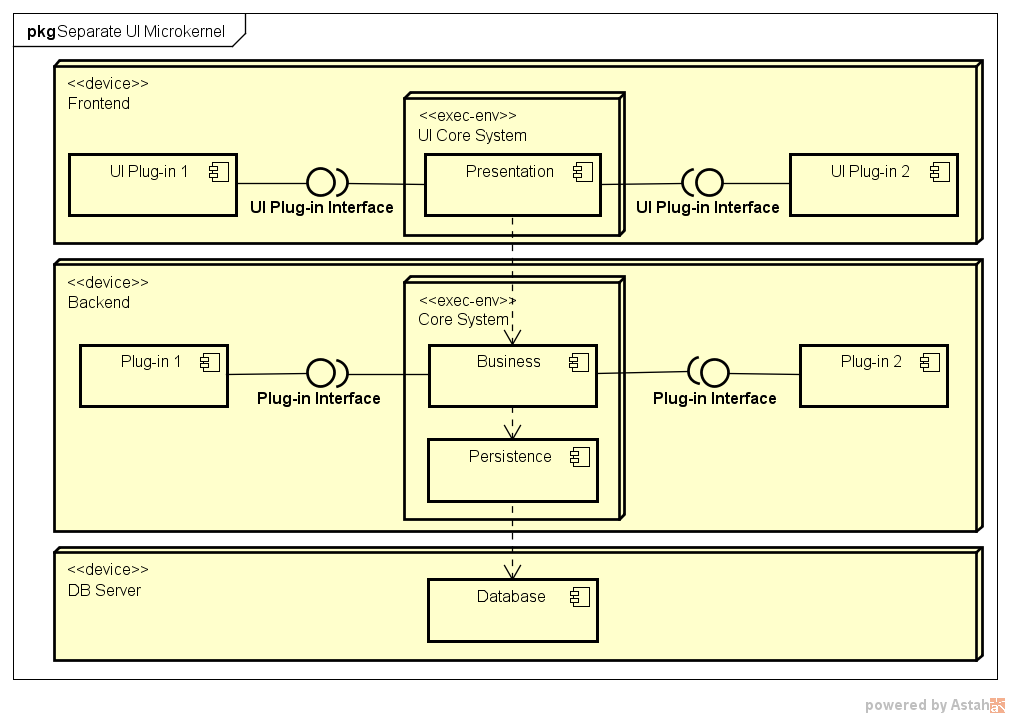 pkg Separate UI Microkernel
<<device>>
Frontend
<<exec-env>>
UI Core System
UI Plug-in 1
Presentation
UI Plug-in 2
UI Plug-in Interface
UI Plug-in Interface
<<device>>
Backend
<<exec-env>>
Core System
Plug-in 1
Business
Plug-in 2
Plug-in Interface
Plug-in Interface
Persistence
<<device>>
DB Server
Database
powered by Astah